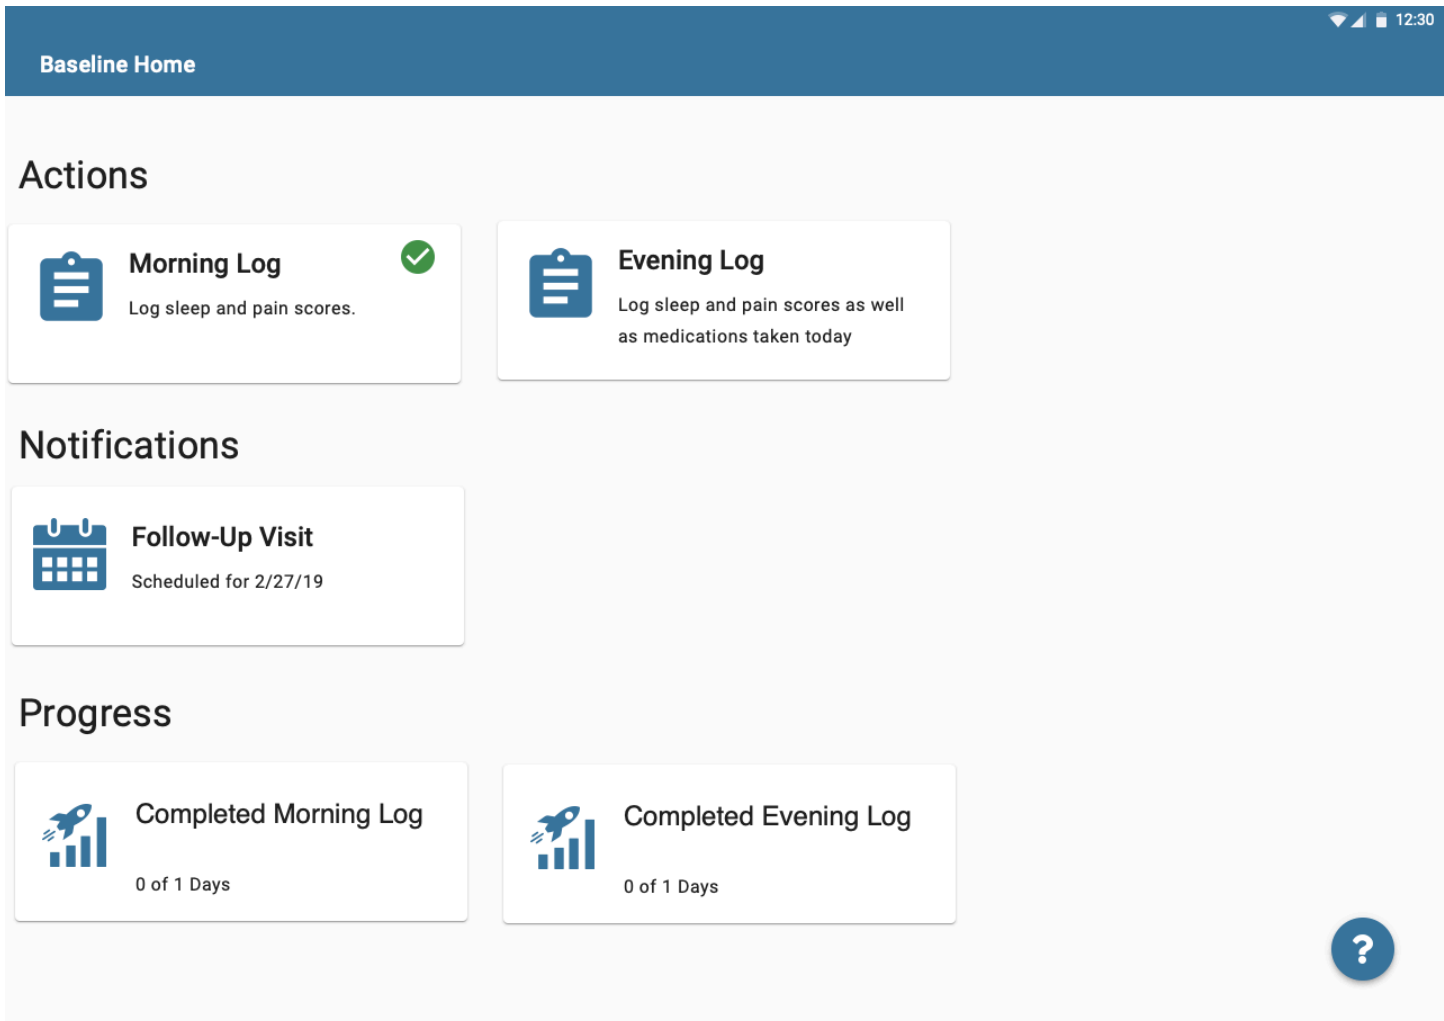 12:30
Baseline Home
Actions
Morning Log
Log sleep and pain scores.
Evening Log
Log sleep and pain scores as well
as medications taken today
Notifications
Follow-Up Visit
Scheduled for 2/27/19
Progress
Completed Morning Log
0 of 1 Days
Completed Evening Log
0 of 1 Days
?